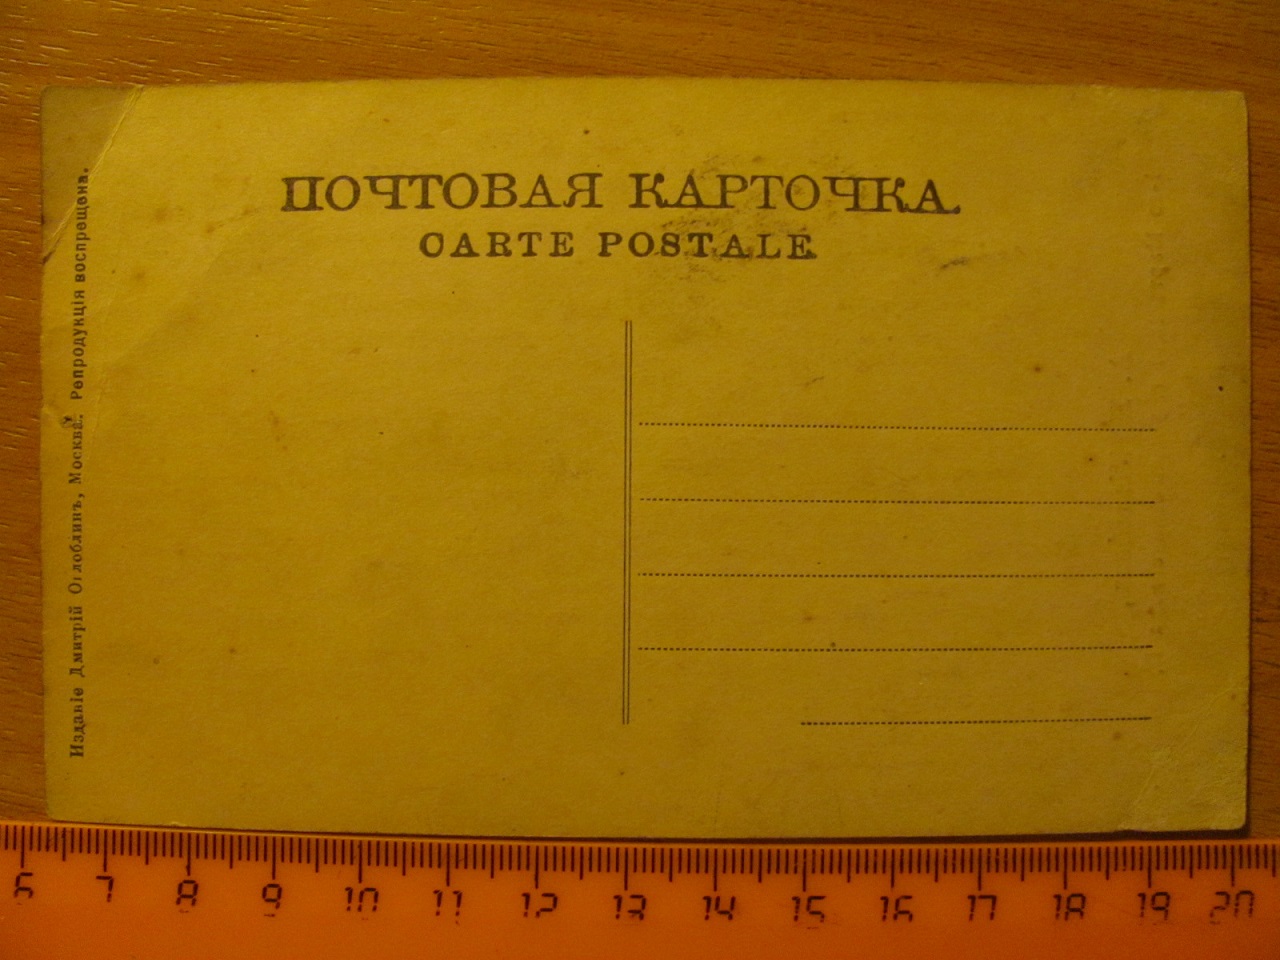 ПОЧТОВАЯ КАРТОЧКА.
CARTE POSTALE
Изданіе Дмитрій Оглоблинъ, Москва. Репродукція воспрещена.
6 7 8 9 10 11 12 13 14 15 16 17 18 19 20